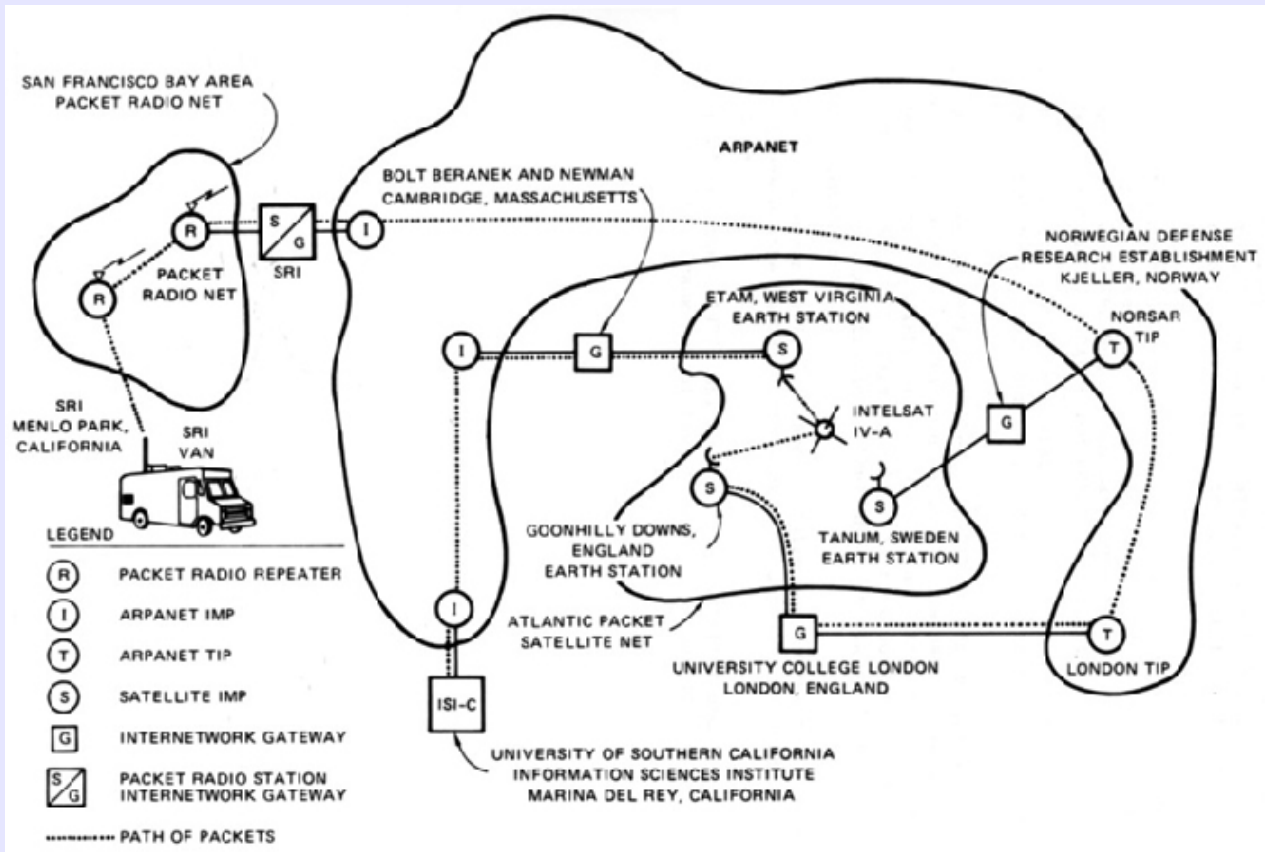 SAN FRANCISCO BAY AREA
PACKET RADIO NET
ARPANET
BOLT BERANEK AND NEWMAN
CAMBRIDGE, MASSACHUSETTS
R
S
G
I
SRI
PACKET
RADIO NET
R
NORWEGIAN DEFENSE
RESEARCH ESTABLISHMENT
KJELLER, NORWAY
ETAM, WEST VIRGINIA
EARTH STATION
NORSAR
TIP
I
G
S
T
SRI
MENLO PARK,
CALIFORNIA
SRI
VAN
INTELSAT
IV-A
G
S
S
GOONHILLY DOWNS,
ENGLAND
EARTH STATION
TANUM, SWEDEN
EARTH STATION
ATLANTIC PACKET
SATELLITE NET
I
G
T
UNIVERSITY COLLEGE LONDON
LONDON, ENGLAND
LONDON TIP
ISI-C
UNIVERSITY OF SOUTHERN CALIFORNIA
INFORMATION SCIENCES INSTITUTE
MARINA DEL REY, CALIFORNIA
LEGEND
R PACKET RADIO REPEATER
I ARPANET IMP
T ARPANET TIP
S SATELLITE IMP
G INTERNETWORK GATEWAY
S PACKET RADIO STATION
G INTERNETWORK GATEWAY
PATH OF PACKETS